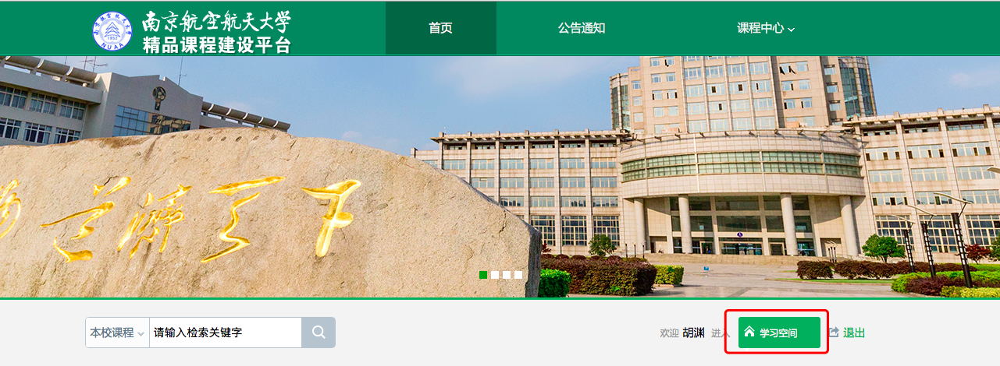 南京航空航天大学
精品课程建设平台
1952
NUAA
首页
公告通知
课程中心
本校课程
请输入检索关键字
欢迎 胡渊 进入
学习空间
退出